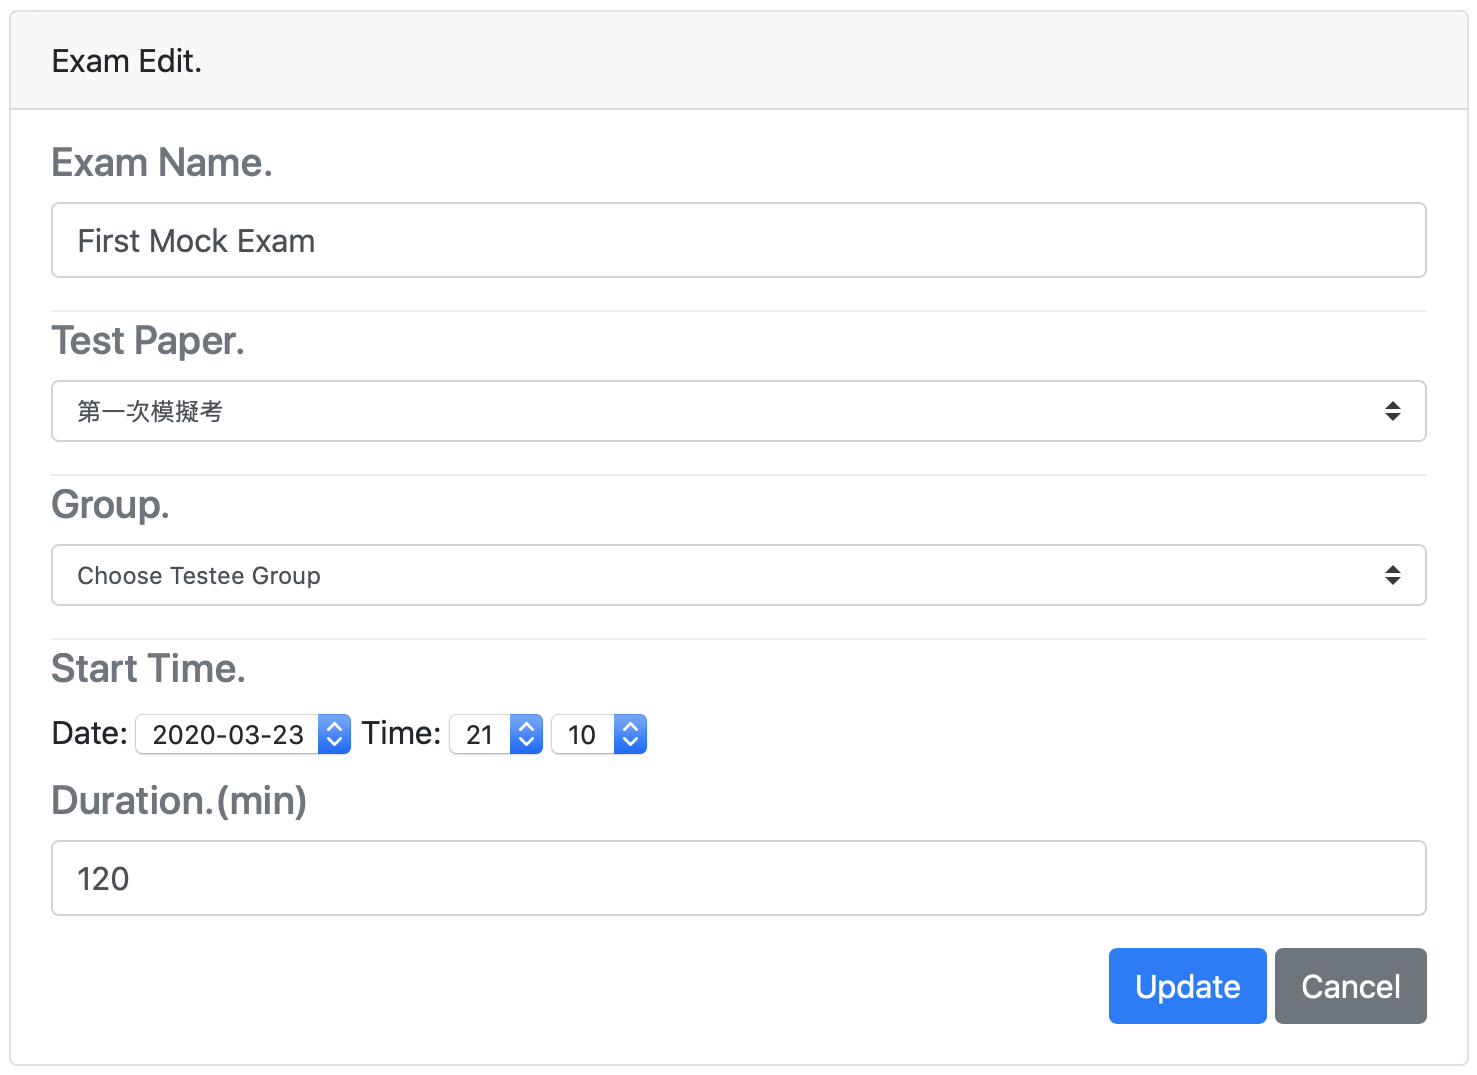 Exam Edit.
Exam Name.
First Mock Exam
Test Paper.
第一次模擬考
Group.
Choose Testee Group
Start Time.
Date: 2020-03-23 Time: 21 10
Duration.(min)
120
Update Cancel